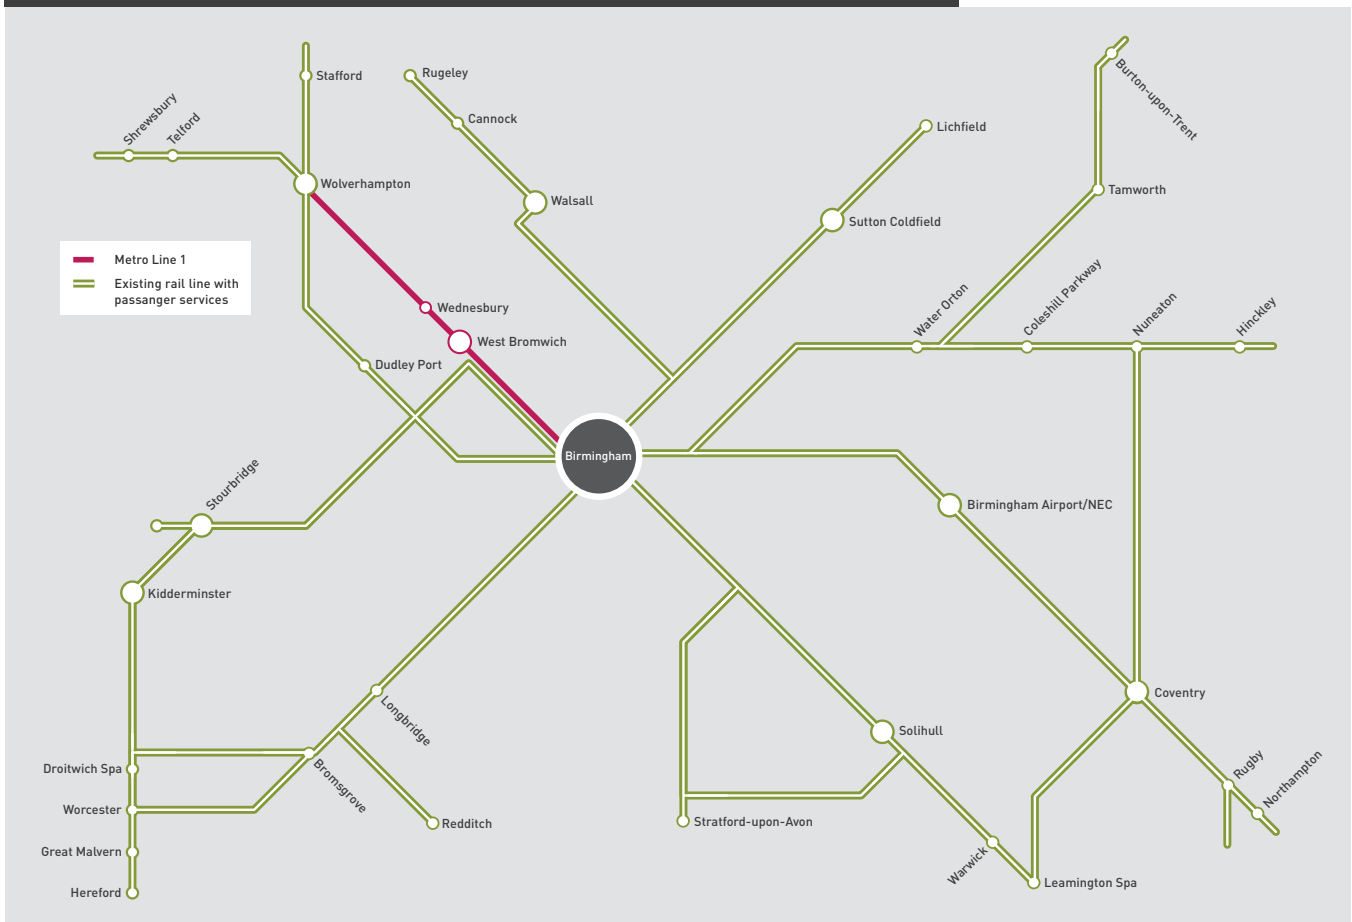 Stafford
Rugeley
Burton-upon-Trent
Shrewsbury
Telford
Cannock
Lichfield
Wolverhampton
Walsall
Tamworth
Sutton Coldfield
Metro Line 1
Existing rail line with
passanger services
Wednesbury
West Bromwich
Dudley Port
Water Orton
Coleshill Parkway
Nuneaton
Hinckley
Birmingham
Stourbridge
Birmingham Airport/NEC
Kidderminster
Longbridge
Solihull
Coventry
Droitwich Spa
Bromsgrove
Rugby
Northampton
Worcester
Redditch
Stratford-upon-Avon
Great Malvern
Warwick
Leamington Spa
Hereford